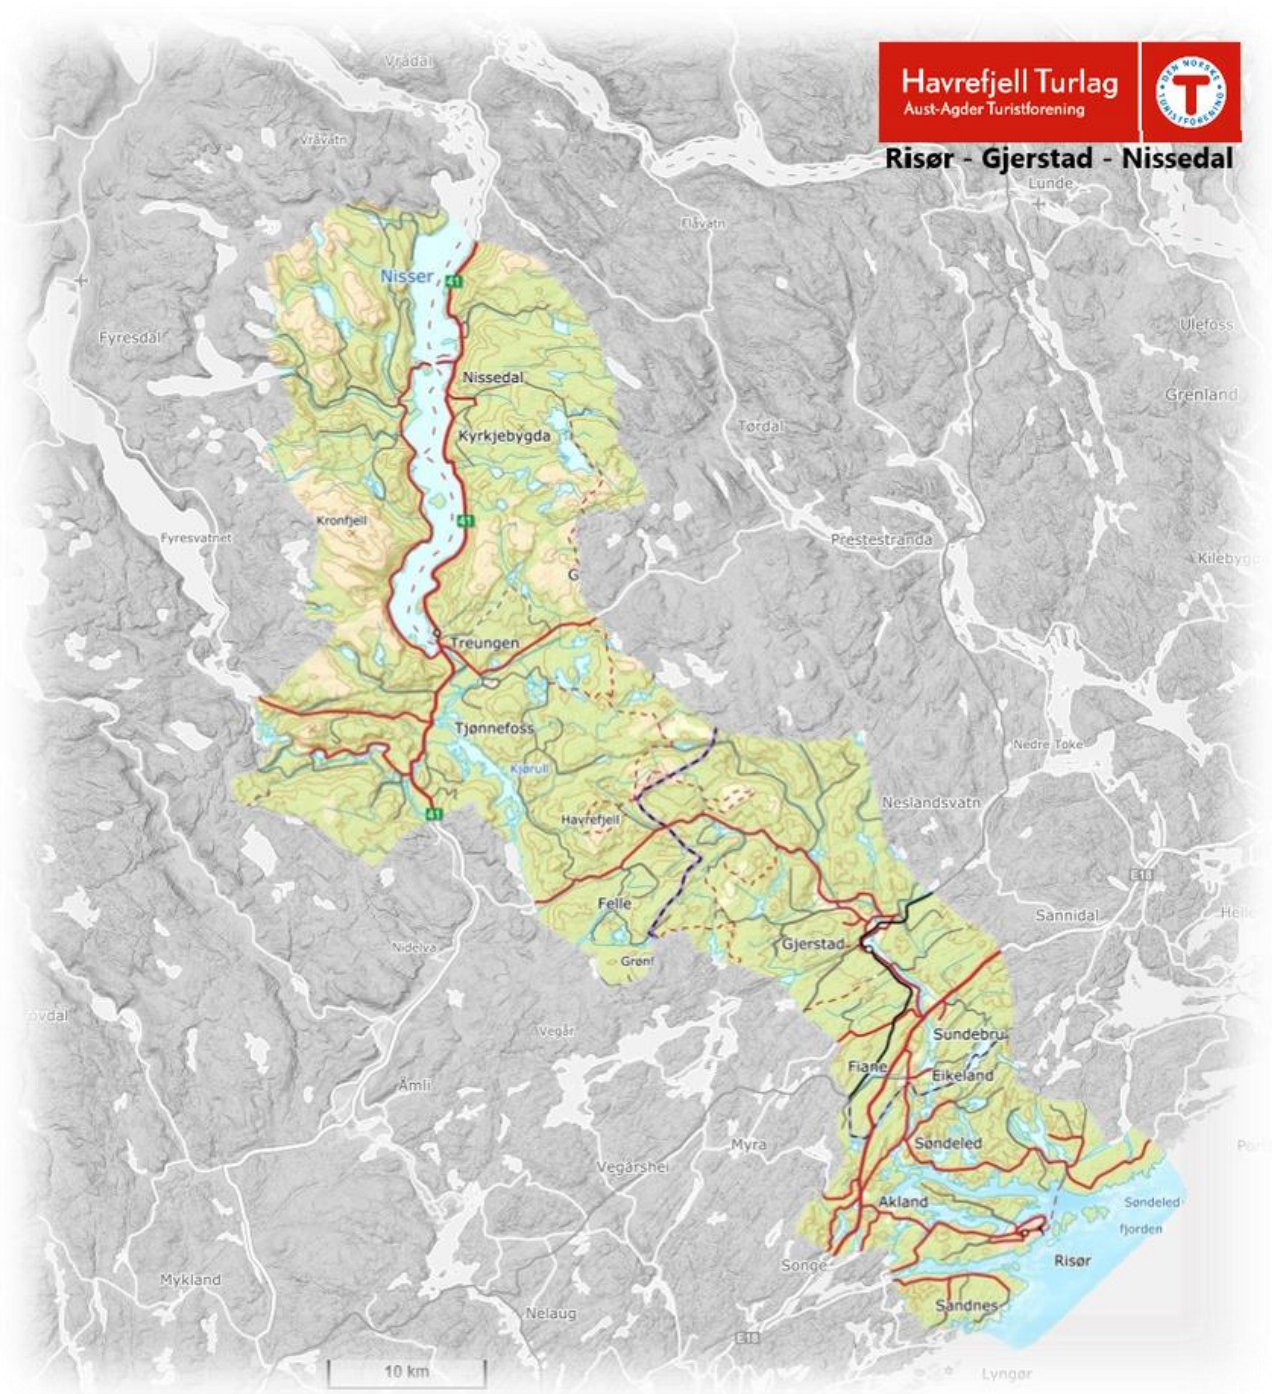 Vrådal
Havrefjell Turlag
Aust-Agder Turistforening
DEN NORSKE TURISTFORENING
T
Risør - Gjerstad - Nissedal
Vråvatn
Lunde
Flåvatn
Nisser
41
Fyresdal
Ulefoss
Nissedal
Grenland
Kyrkjebygda
Tørdal
Kronfjell
41
Fyresvatnet
Prestestranda
Kilebygd
G
Treungen
Tjønnefoss
Nedre Toke
Kjørull
Neslandsvatn
41
Havrefjell
E18
Felle
Sannidal
Helle
Gjerstad
Nidelva
Grønf
Vegår
Sundebru
Fiane
Eikeland
Åmli
Myra
Søndeled
Vegårshei
Akland
Søndeled-
fjorden
Songe
Risør
Mykland
Sandnes
Nelaug
E18
10 km
Lyngør